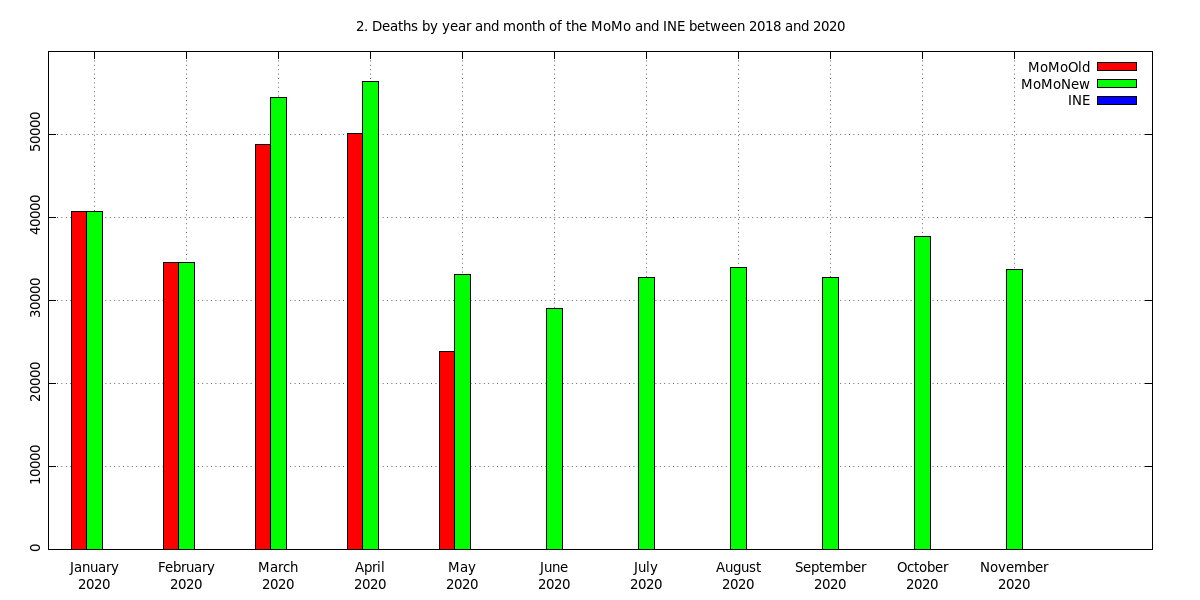 2. Deaths by year and month of the MoMo and INE between 2018 and 2020
MoMoOld
MoMoNew
INE
50000
40000
30000
20000
10000
0
January February March April May June July August September October November
2020 2020 2020 2020 2020 2020 2020 2020 2020 2020 2020